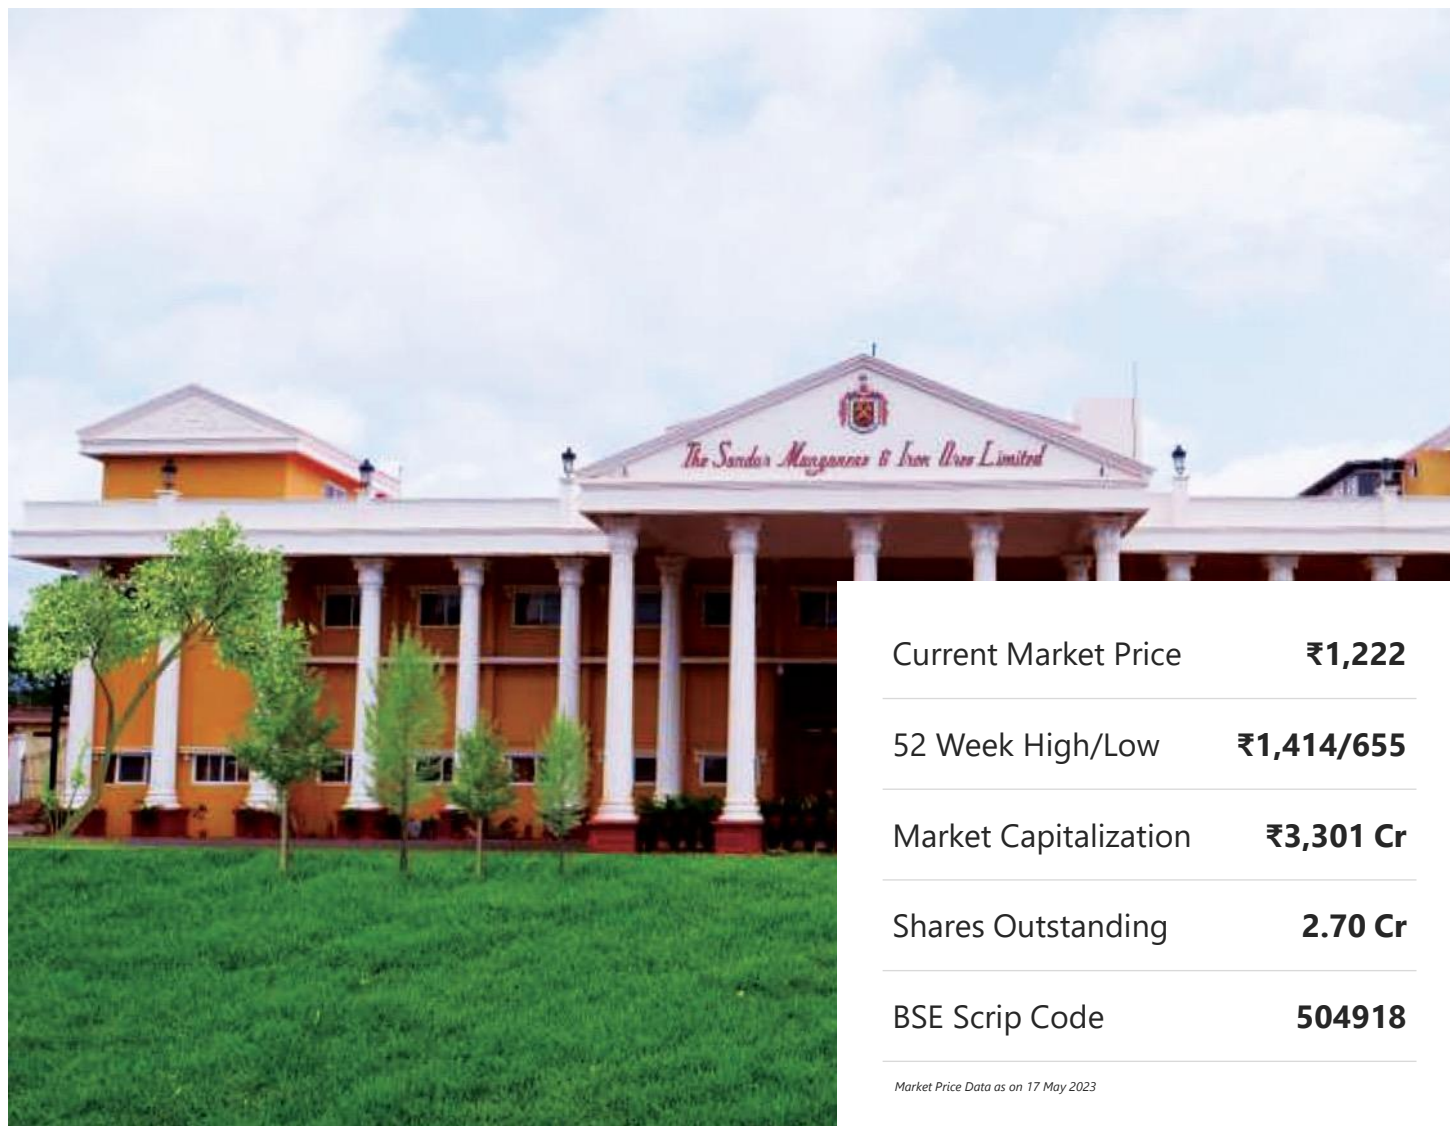 The Sandur Manganese & Iron Ores Limited
Current Market Price ₹1,222
52 Week High/Low ₹1,414/655
Market Capitalization ₹3,301 Cr
Shares Outstanding 2.70 Cr
BSE Scrip Code 504918
Market Price Data as on 17 May 2023